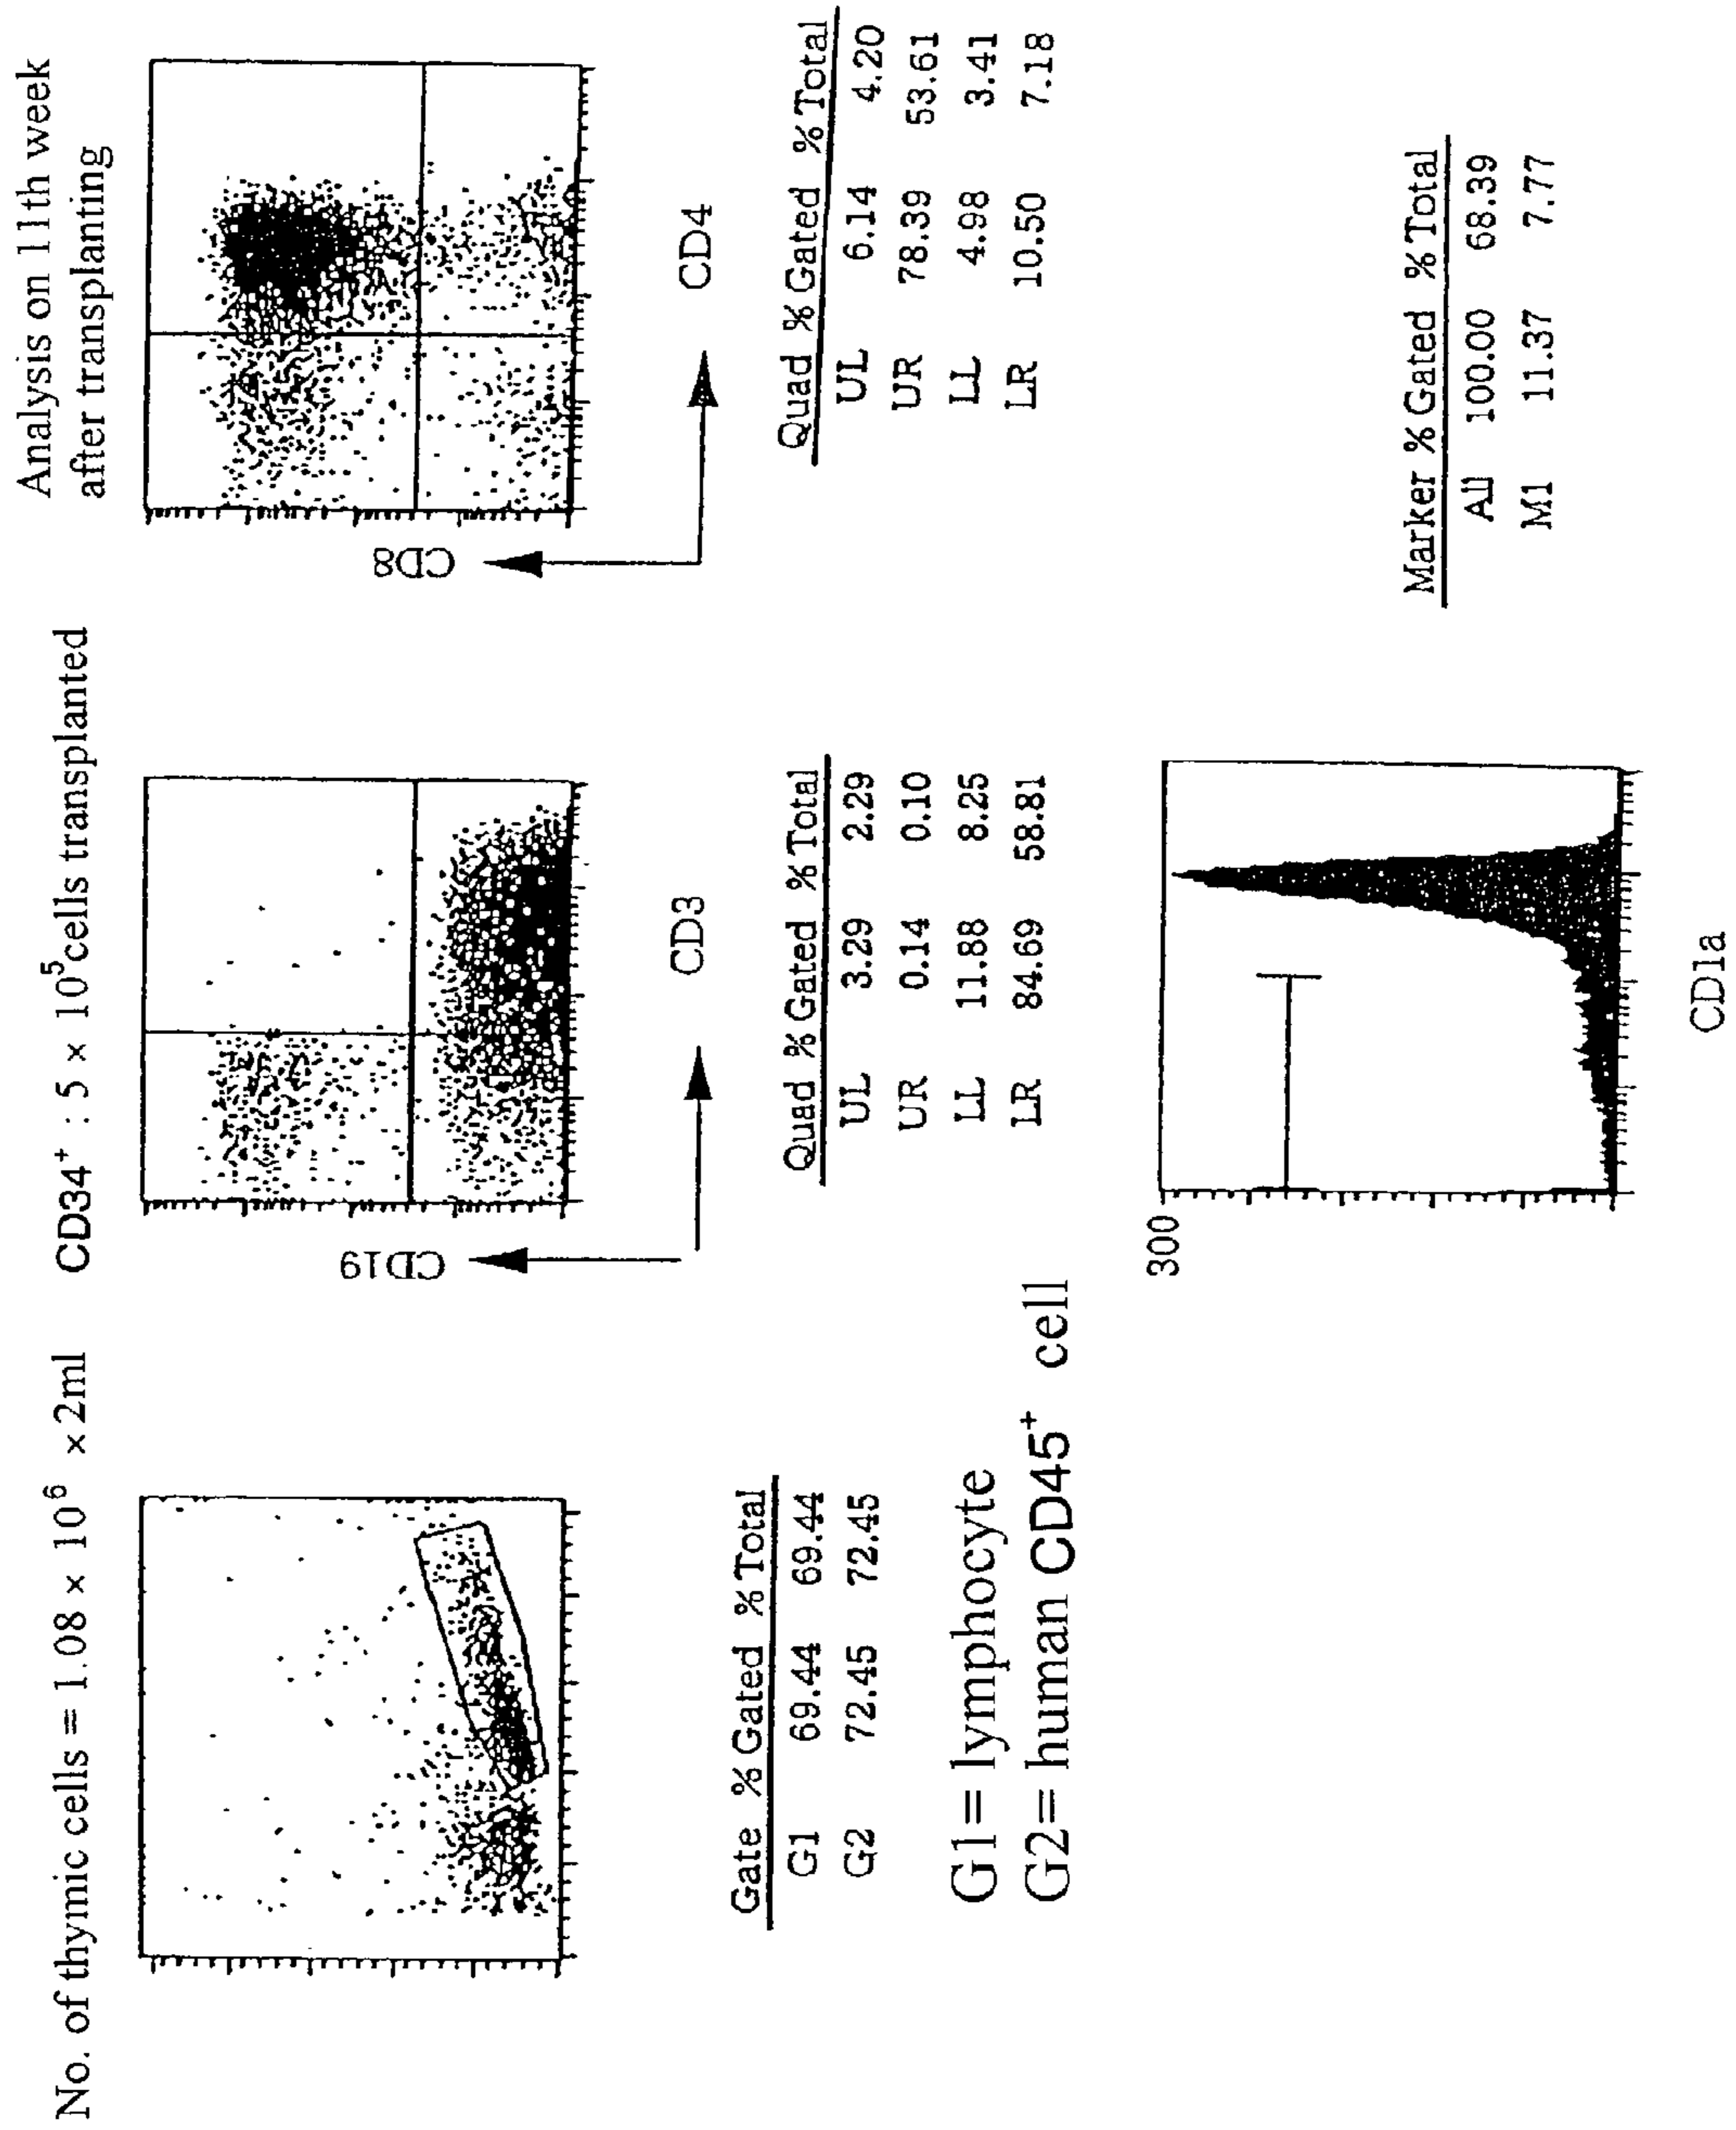 No. of thymic cells = 1.08 × 10⁶ ×2ml CD34⁺ : 5 × 10⁵ cells transplanted
Analysis on 11th week
after transplanting
Gate % Gated % Total
G1 69.44 69.44
G2 72.45 72.45
G1= lymphocyte
G2= human CD45⁺ cell
CD19
CD3
Quad % Gated % Total
UL 3.29 2.29
UR 0.14 0.10
LL 11.88 8.25
LR 84.69 58.81
CD8
CD4
Quad % Gated % Total
UL 6.14 4.20
UR 78.39 53.61
LL 4.98 3.41
LR 10.50 7.18
300
CD1a
Marker % Gated % Total
All 100.00 68.39
M1 11.37 7.77